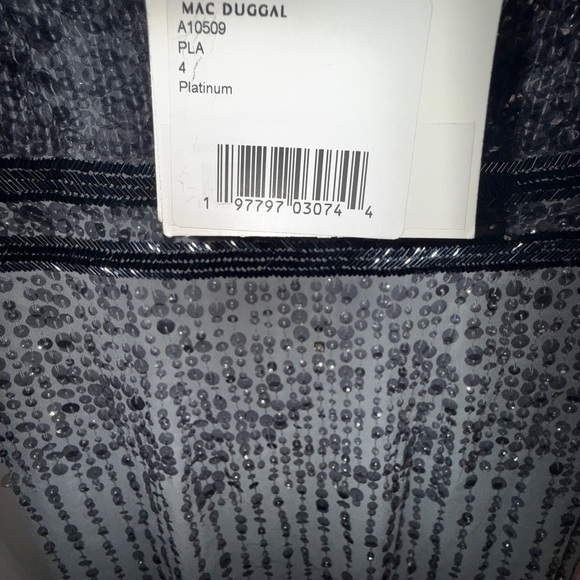 MAC DUGGAL
A10509
PLA
4
Platinum
1 97797 03074 4